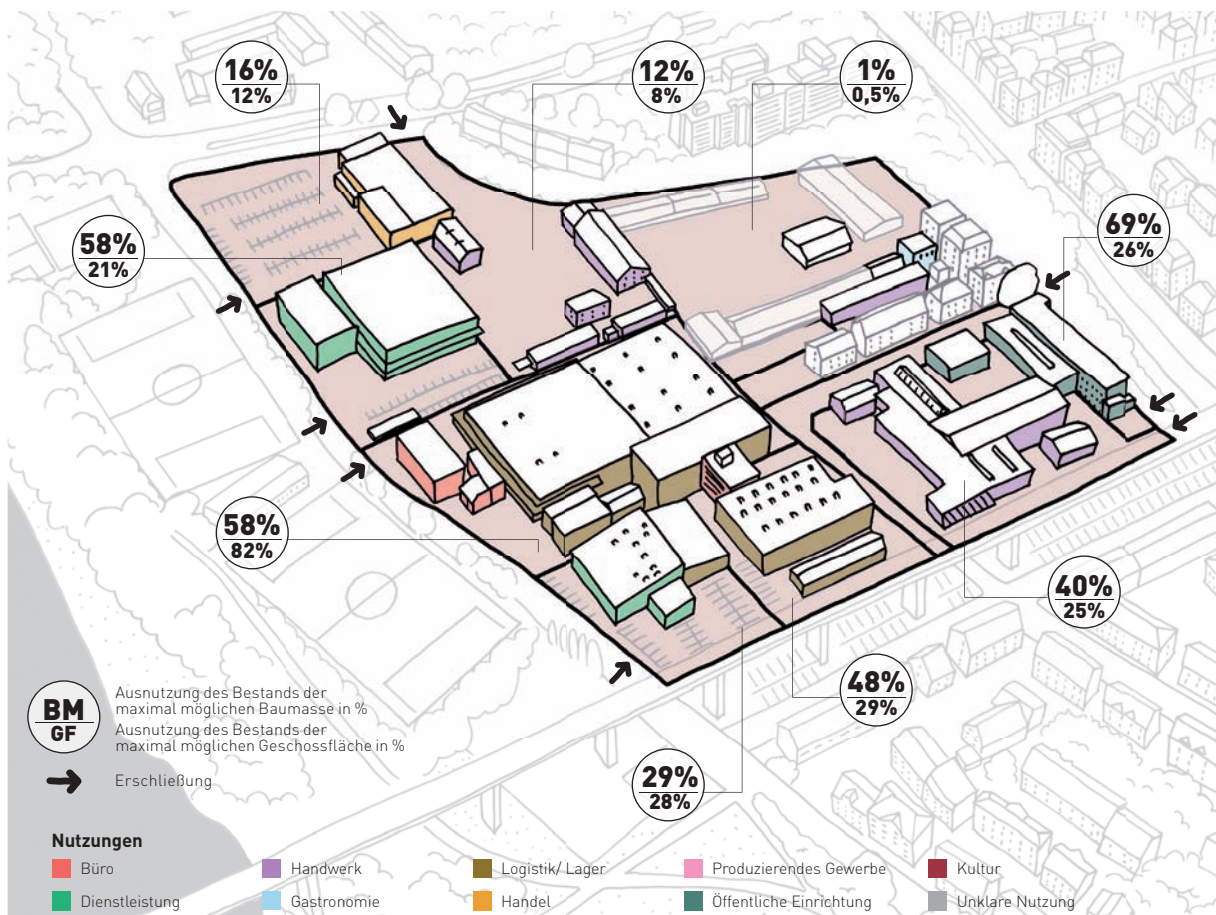 16%
12%
12%
8%
1%
0,5%
58%
21%
69%
26%
58%
82%
40%
25%
48%
29%
29%
28%
BM
GF
Ausnutzung des Bestands der
maximal möglichen Baumasse in %
Ausnutzung des Bestands der
maximal möglichen Geschossfläche in %
Erschließung
Nutzungen
Büro
Handwerk
Logistik/ Lager
Produzierendes Gewerbe
Kultur
Dienstleistung
Gastronomie
Handel
Öffentliche Einrichtung
Unklare Nutzung